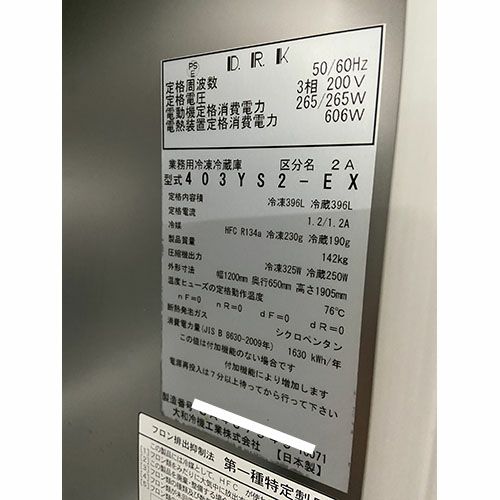 PS
E
D.R.K
50/60Hz
定格周波数
3相 200V
定格電圧
265/265W
電動機定格消費電力
606W
電熱装置定格消費電力
業務用冷凍冷蔵庫 区分名 2A
型式 403YS2-EX
定格内容積 冷凍396L 冷蔵396L
定格電流 1.2/1.2A
冷媒 HFC R134a 冷凍230g 冷蔵190g
製品質量 142kg
圧縮機出力 冷凍325W 冷蔵250W
外形寸法 幅1200mm 奥行650mm 高さ1905mm
温度ヒューズの定格動作温度 76℃
nF=0 nR=0 dF=0 dR=0
断熱発泡ガス シクロペンタン
消費電力量(JIS B 8630-2009年) 1630 kWh/年
この値は付加機能のない場合です
付加機能により増加します
電源再投入は7分以上待ってから行って下さい
製造番号
大和冷機工業株式会社 【日本製】
フロン排出抑制法 第一種特定製